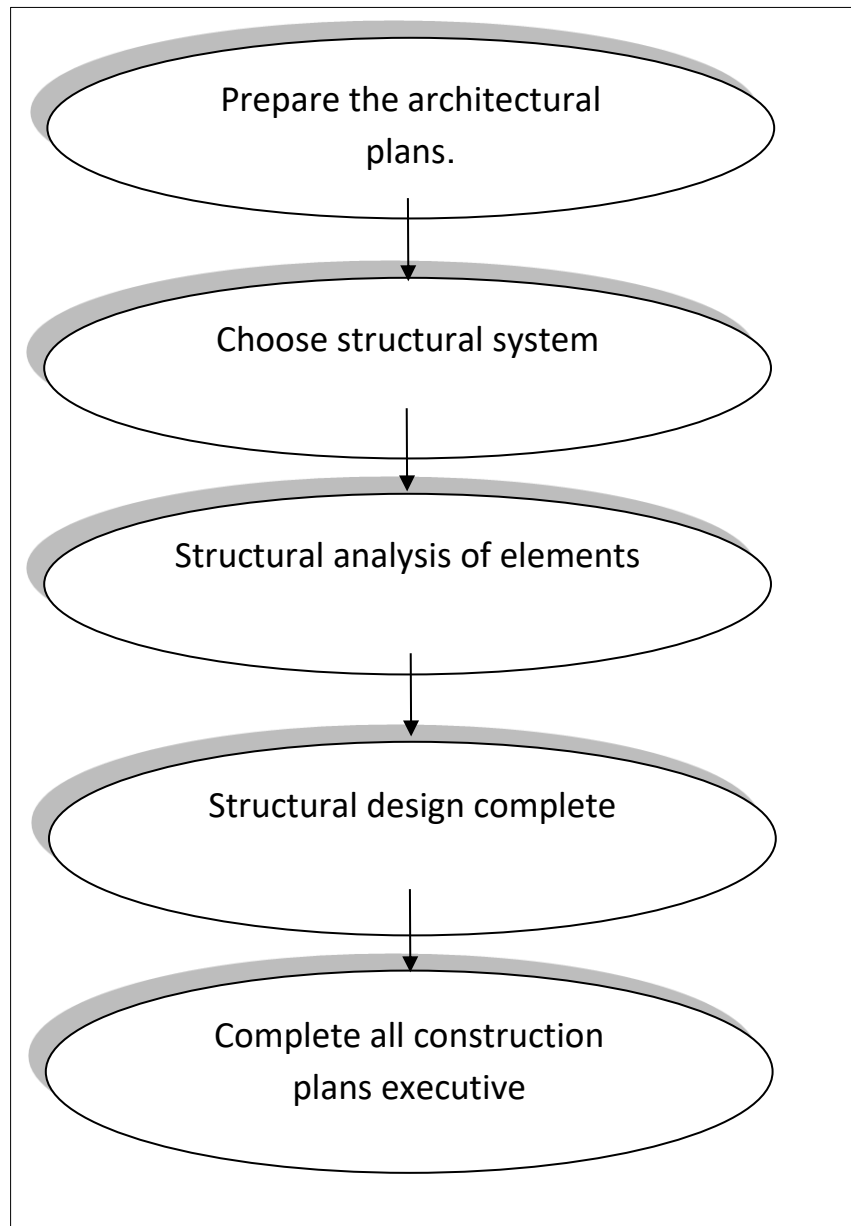 Prepare the architectural
plans.
Choose structural system
Structural analysis of elements
Structural design complete
Complete all construction
plans executive